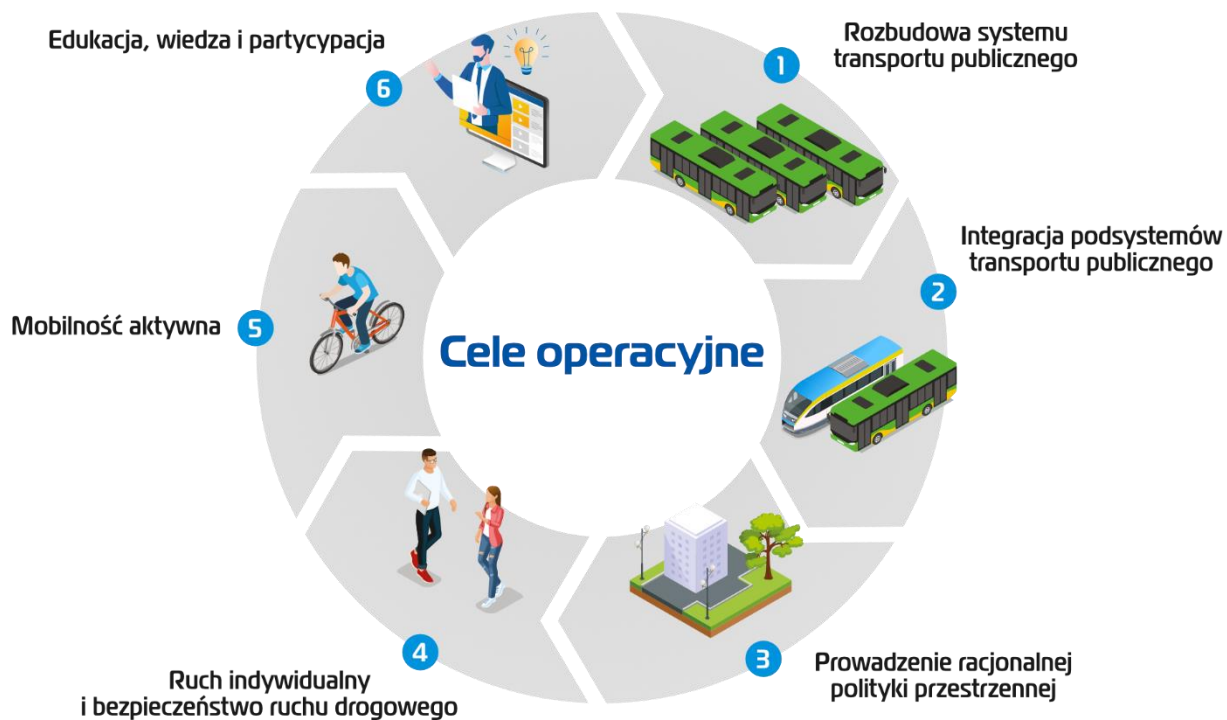 Cele operacyjne
1
Rozbudowa systemu
transportu publicznego
2
Integracja podsystemów
transportu publicznego
3
Prowadzenie racjonalnej
polityki przestrzennej
4
Ruch indywidualny
i bezpieczeństwo ruchu drogowego
5
Mobilność aktywna
6
Edukacja, wiedza i partycypacja